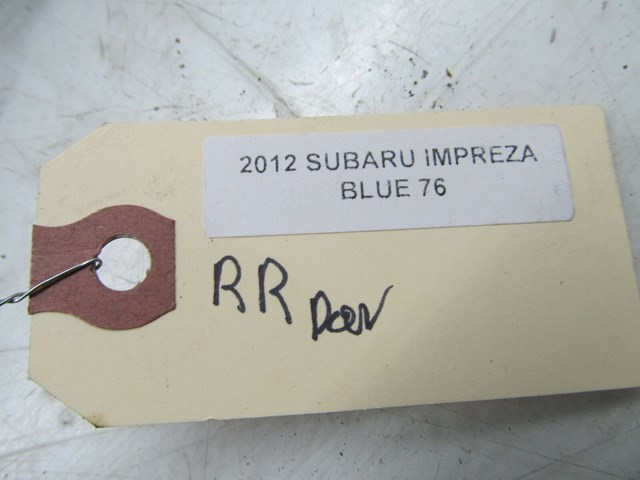 2012 SUBARU IMPREZA
BLUE 76
RR Door